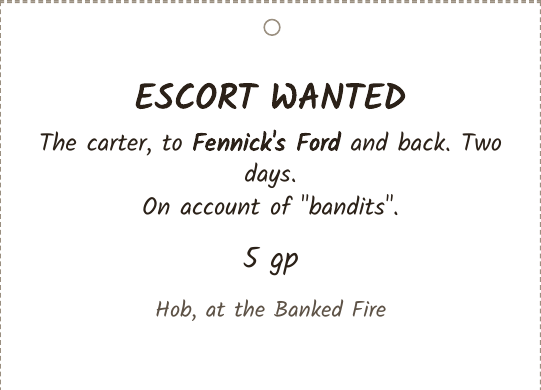 ESCORT WANTED
The carter, to Fennick's Ford and back. Two
days.
On account of "bandits".
5 gp
Hob, at the Banked Fire